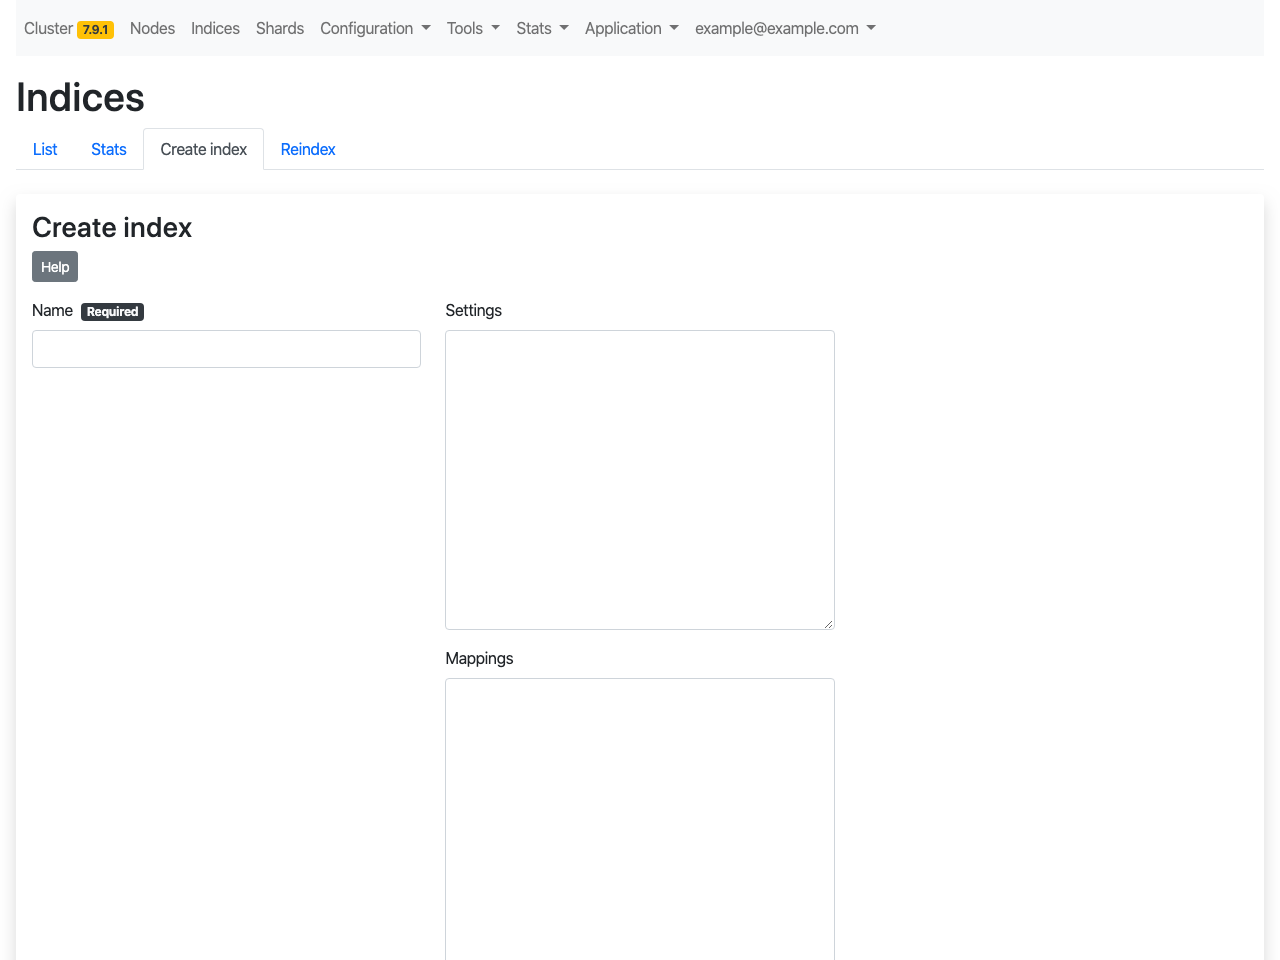 Cluster 7.9.1 Nodes Indices Shards Configuration Tools Stats Application example@example.com
Indices
List Stats Create index Reindex
Create index
Help
Name Required
Settings
Mappings